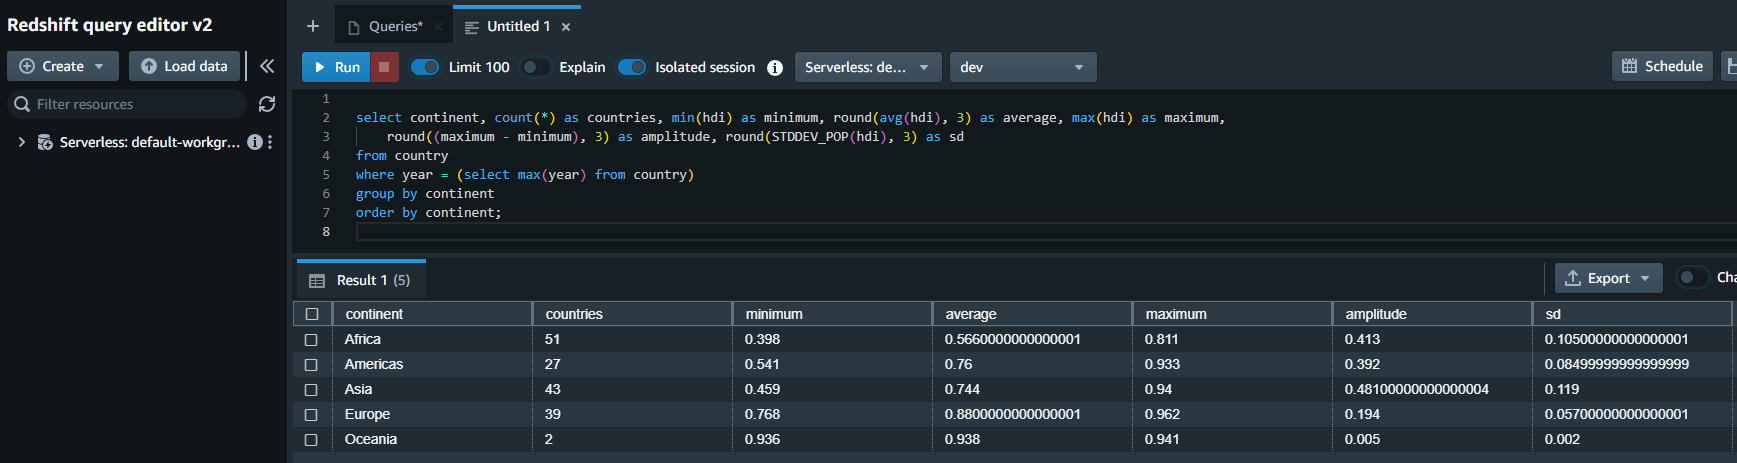 Redshift query editor v2
Create
Load data
Filter resources
Serverless: default-workgr...
Queries*
Untitled 1
Run
Limit 100
Explain
Isolated session
Serverless: de...
dev
Schedule
1
2 select continent, count(*) as countries, min(hdi) as minimum, round(avg(hdi), 3) as average, max(hdi) as maximum,
3 round((maximum - minimum), 3) as amplitude, round(STDDEV_POP(hdi), 3) as sd
4 from country
5 where year = (select max(year) from country)
6 group by continent
7 order by continent;
8
Result 1 (5)
Export
Cha
continent countries minimum average maximum amplitude sd
Africa 51 0.398 0.5660000000000001 0.811 0.413 0.10500000000000001
Americas 27 0.541 0.76 0.933 0.392 0.08499999999999999
Asia 43 0.459 0.744 0.94 0.48100000000000004 0.119
Europe 39 0.768 0.8800000000000001 0.962 0.194 0.05700000000000001
Oceania 2 0.936 0.938 0.941 0.005 0.002